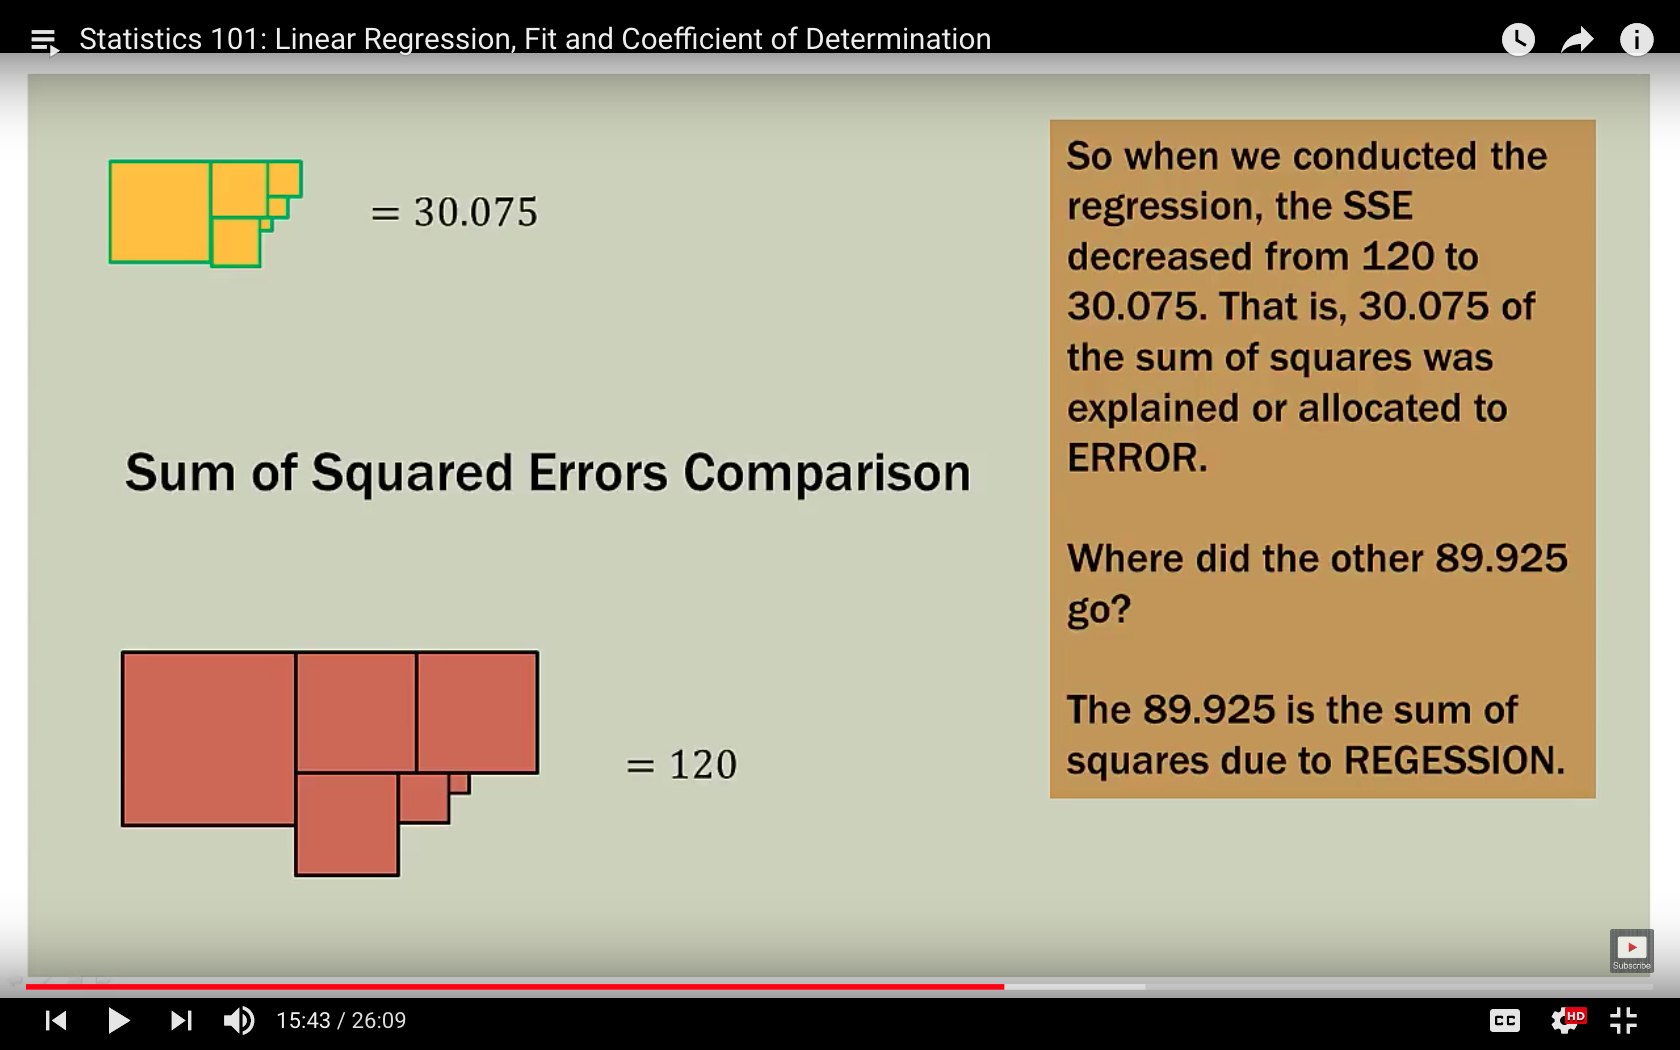 Statistics 101: Linear Regression, Fit and Coefficient of Determination
= 30.075
Sum of Squared Errors Comparison
= 120
So when we conducted the
regression, the SSE
decreased from 120 to
30.075. That is, 30.075 of
the sum of squares was
explained or allocated to
ERROR.
Where did the other 89.925
go?
The 89.925 is the sum of
squares due to REGESSION.
Subscribe
15:43 / 26:09
CC
HD